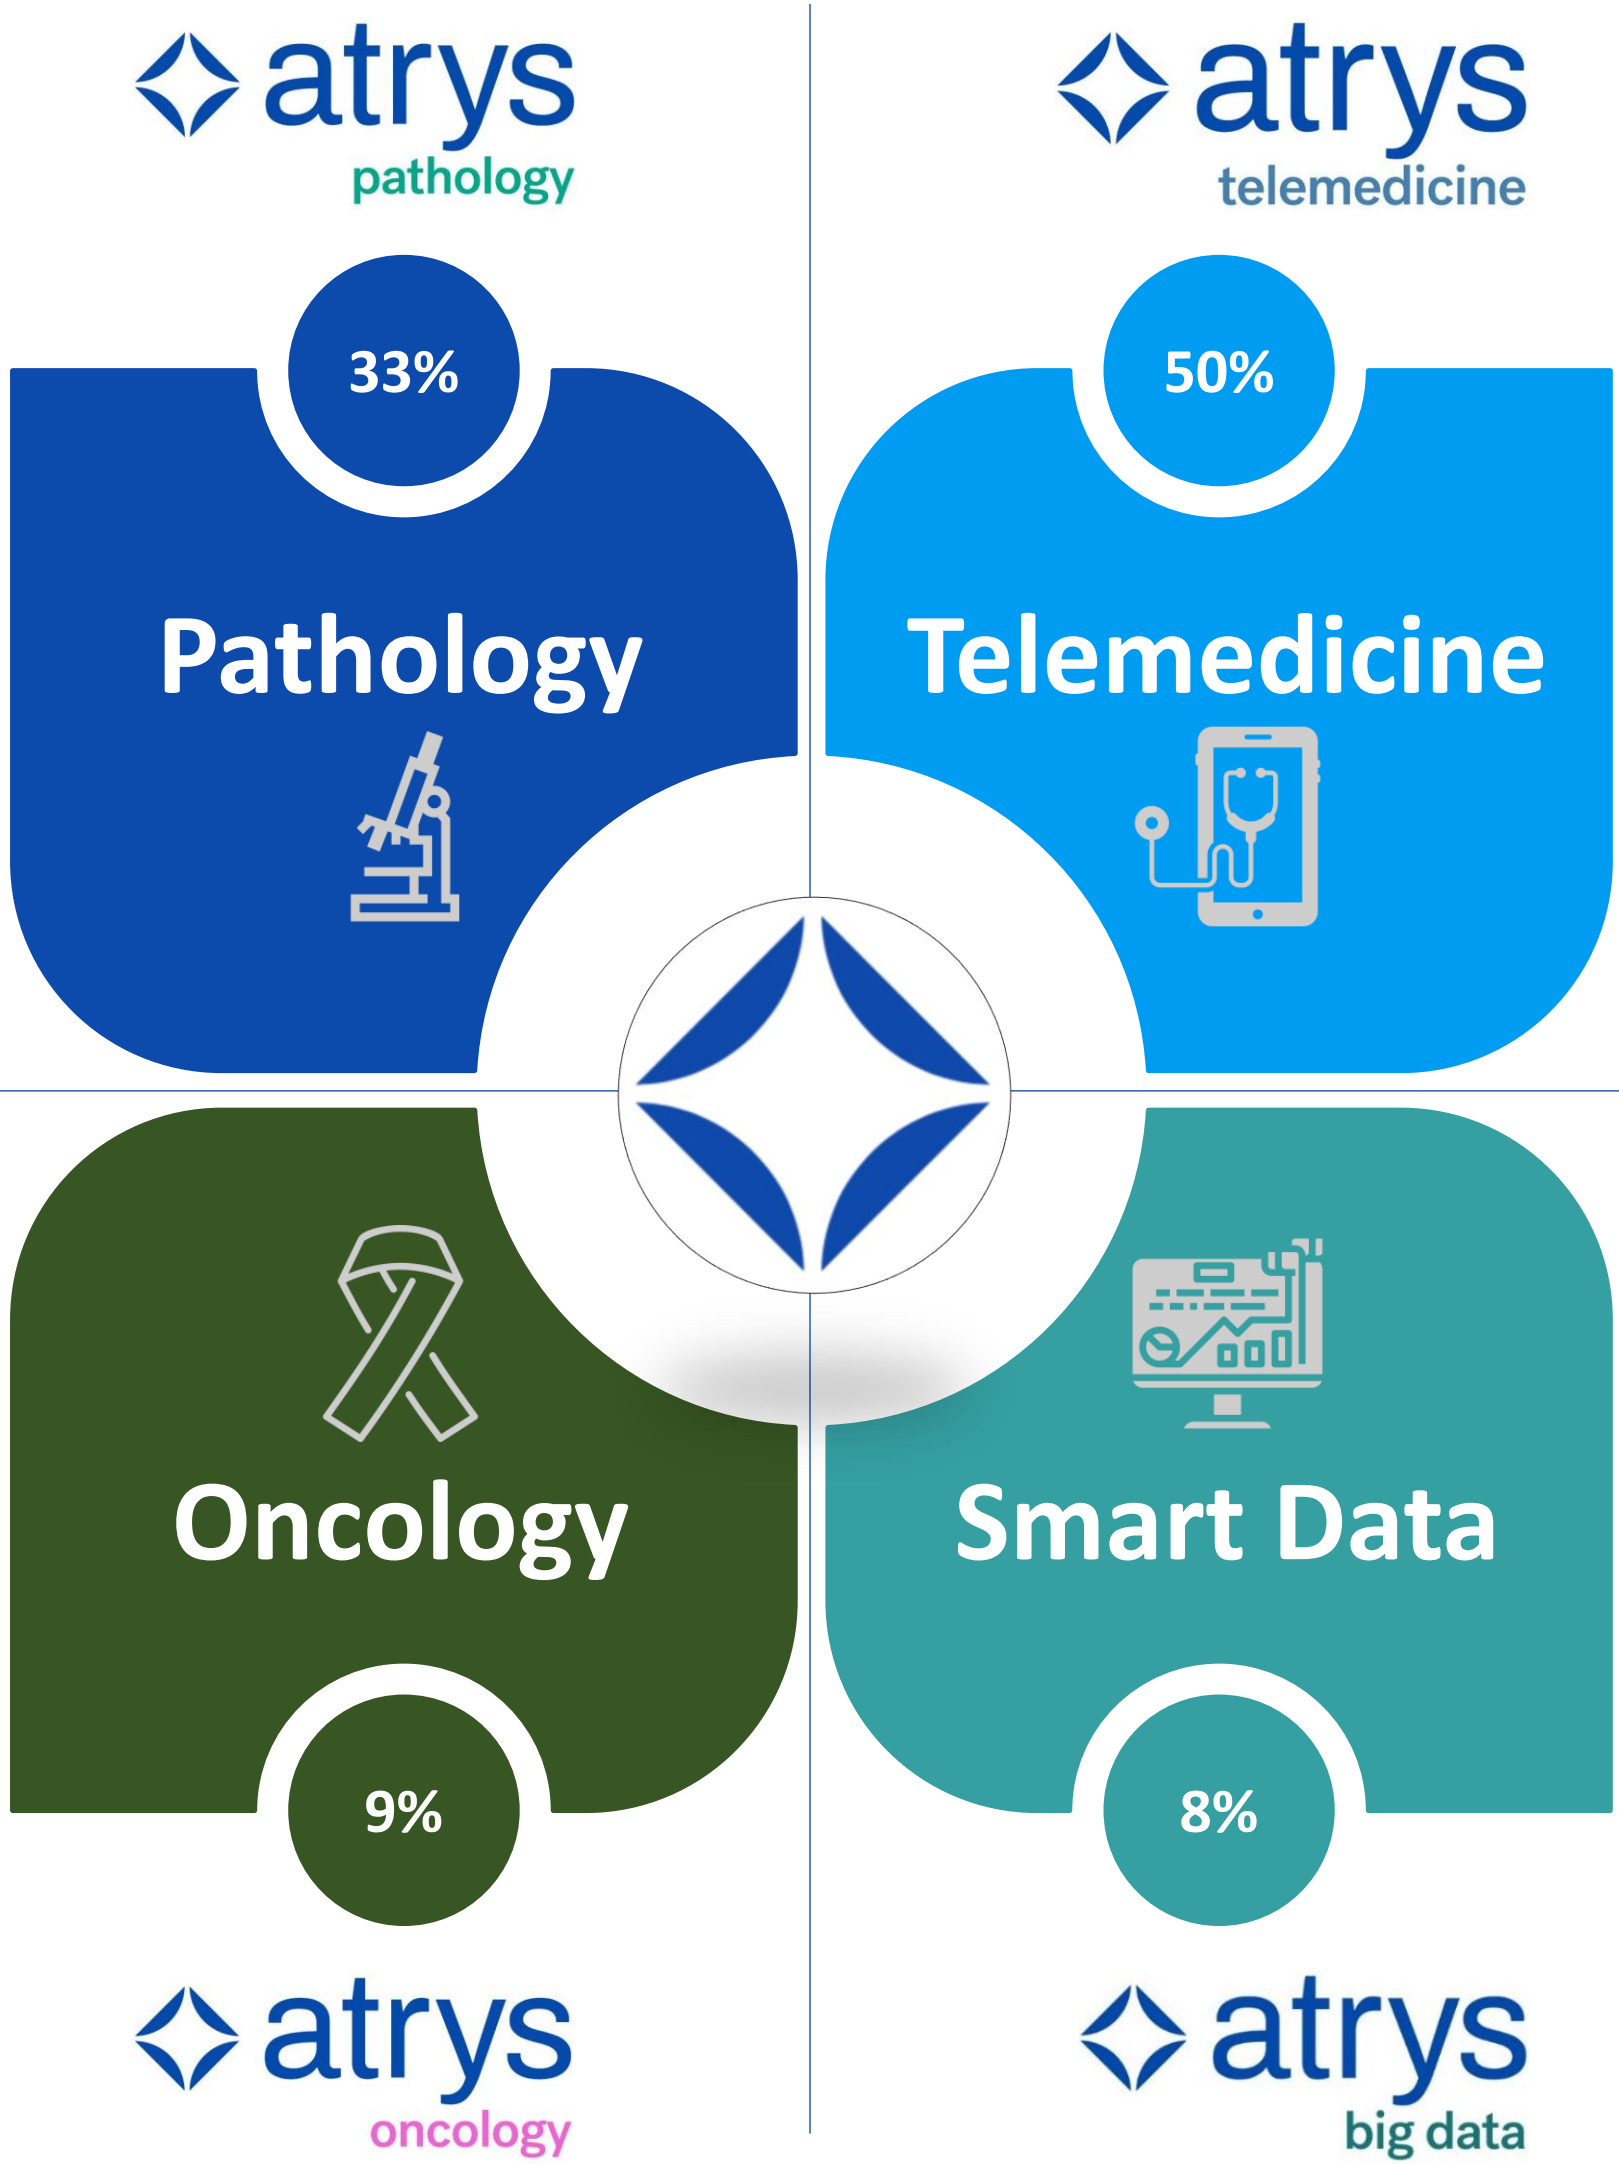 atrys
pathology
atrys
telemedicine
33%
50%
Pathology
Telemedicine
Oncology
Smart Data
9%
8%
atrys
oncology
atrys
big data